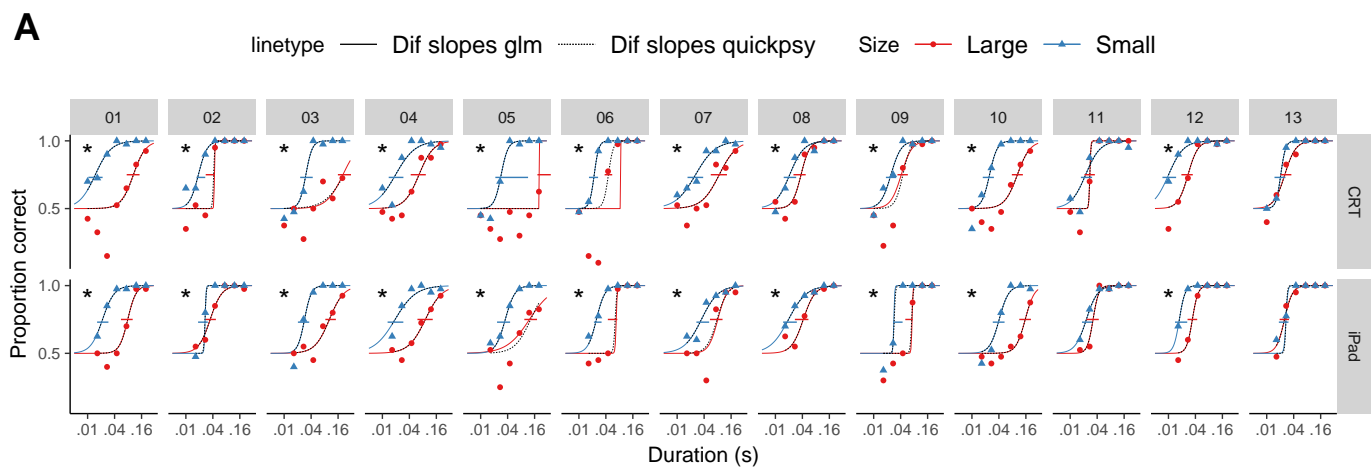 A
linetype Dif slopes glm Dif slopes quickpsy Size Large Small
01 02 03 04 05 06 07 08 09 10 11 12 13
1.0 * * * * * * * * * * * *
0.5
CRT
1.0 * * * * * * * * * * *
0.5
iPad
.01 .04 .16 .01 .04 .16 .01 .04 .16 .01 .04 .16 .01 .04 .16 .01 .04 .16 .01 .04 .16 .01 .04 .16 .01 .04 .16 .01 .04 .16 .01 .04 .16 .01 .04 .16 .01 .04 .16
Proportion correct
Duration (s)